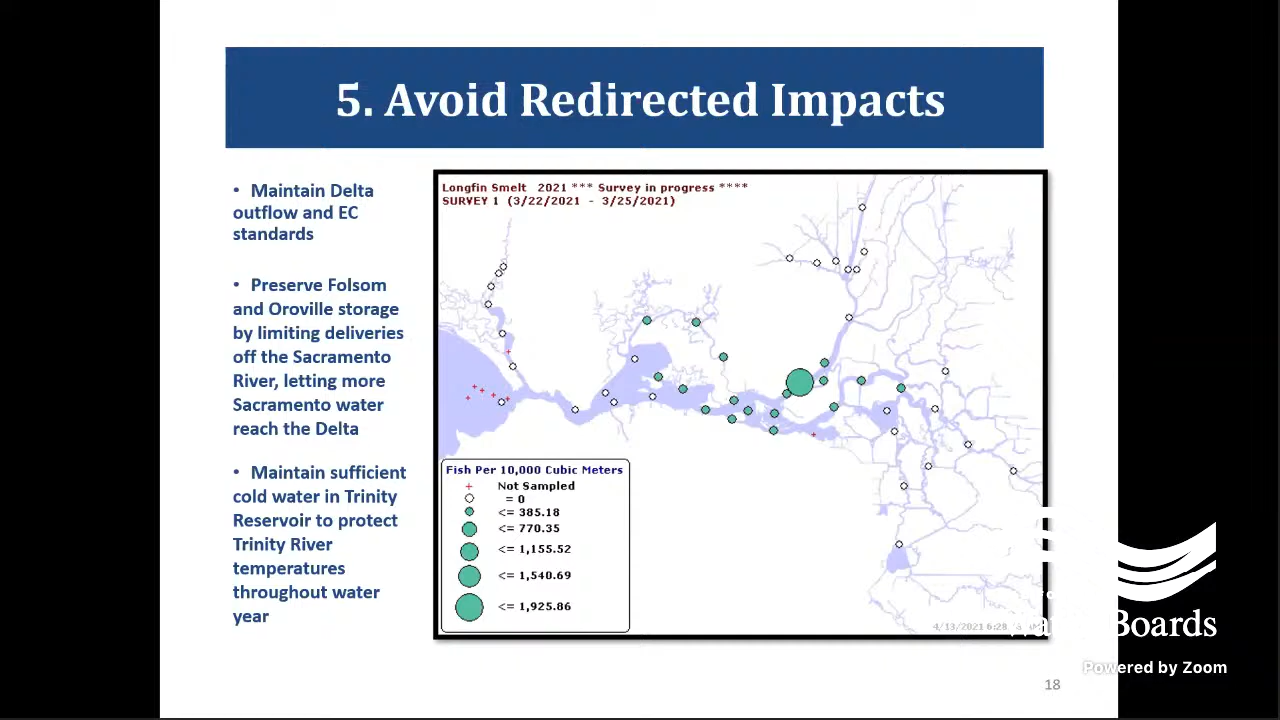 5. Avoid Redirected Impacts
• Maintain Delta
outflow and EC
standards
• Preserve Folsom
and Oroville storage
by limiting deliveries
off the Sacramento
River, letting more
Sacramento water
reach the Delta
• Maintain sufficient
cold water in Trinity
Reservoir to protect
Trinity River
temperatures
throughout water
year
Longfin Smelt 2021 *** Survey in progress ****
SURVEY 1 (3/22/2021 - 3/25/2021)
Fish Per 10,000 Cubic Meters
Not Sampled
= 0
<= 385.18
<= 770.35
<= 1,155.52
<= 1,540.69
<= 1,925.86
4/13/2021
Boards
Powered by Zoom
18